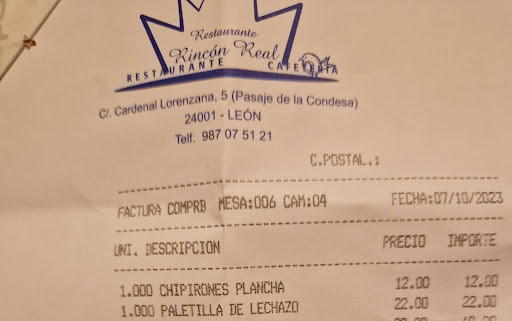 Restaurante
Rincón Real
RESTAURANTE CAFETERÍA
C/. Cardenal Lorenzana, 5 (Pasaje de la Condesa)
24001 - LEÓN
Telf. 987 07 51 21
C.POSTAL.:
FACTURA COMPRB MESA:006 CAM:04 FECHA:07/10/2023
UNI. DESCRIPCION PRECIO IMPORTE
1.000 CHIPIRONES PLANCHA 12.00 12.00
1.000 PALETILLA DE LECHAZO 22.00 22.00